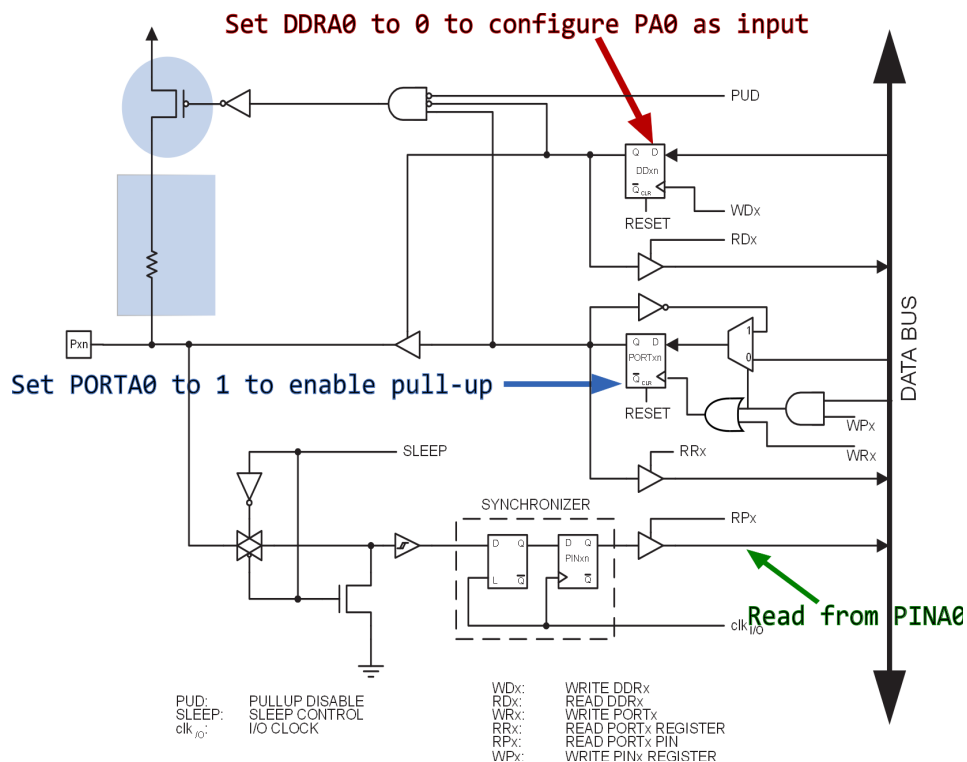 Set DDRA0 to 0 to configure PA0 as input
PUD
Q D
DDxn
Q CLR
WDx
RESET
RDx
Pxn
1
Q D
PORTxn
0
Q CLR
Set PORTA0 to 1 to enable pull-up
RESET
DATA BUS
WPx
WRx
RRx
SLEEP
SYNCHRONIZER
RPx
D Q
D Q
PINxn
L Q
Q
Read from PINA0
clk I/O
PUD: PULLUP DISABLE
SLEEP: SLEEP CONTROL
clk I/O: I/O CLOCK
WDx: WRITE DDRx
RDx: READ DDRx
WRx: WRITE PORTx
RRx: READ PORTx REGISTER
RPx: READ PORTx PIN
WPx: WRITE PINx REGISTER